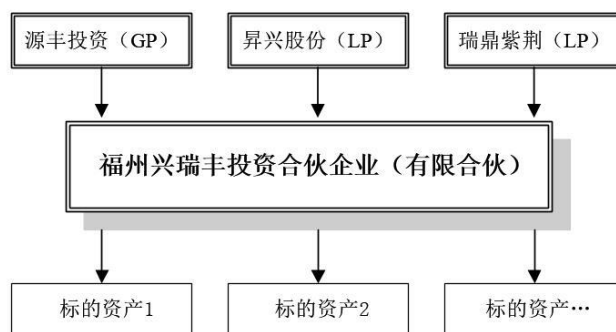 源丰投资（GP）
昇兴股份（LP）
瑞鼎紫荆（LP）
福州兴瑞丰投资合伙企业（有限合伙）
标的资产1
标的资产2
标的资产…